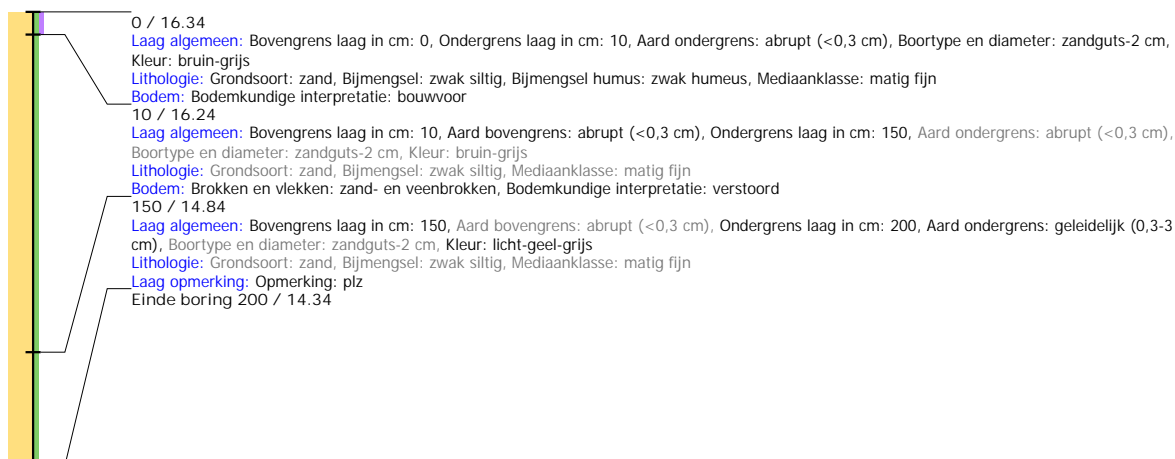 0 / 16.34
Laag algemeen: Bovengrens laag in cm: 0, Ondergrens laag in cm: 10, Aard ondergrens: abrupt (<0,3 cm), Boortype en diameter: zandguts-2 cm,
Kleur: bruin-grijs
Lithologie: Grondsoort: zand, Bijmengsel: zwak siltig, Bijmengsel humus: zwak humeus, Mediaanklasse: matig fijn
Bodem: Bodemkundige interpretatie: bouwvoor
10 / 16.24
Laag algemeen: Bovengrens laag in cm: 10, Aard bovengrens: abrupt (<0,3 cm), Ondergrens laag in cm: 150, Aard ondergrens: abrupt (<0,3 cm),
Boortype en diameter: zandguts-2 cm, Kleur: bruin-grijs
Lithologie: Grondsoort: zand, Bijmengsel: zwak siltig, Mediaanklasse: matig fijn
Bodem: Brokken en vlekken: zand- en veenbrokken, Bodemkundige interpretatie: verstoord
150 / 14.84
Laag algemeen: Bovengrens laag in cm: 150, Aard bovengrens: abrupt (<0,3 cm), Ondergrens laag in cm: 200, Aard ondergrens: geleidelijk (0,3-3
cm), Boortype en diameter: zandguts-2 cm, Kleur: licht-geel-grijs
Lithologie: Grondsoort: zand, Bijmengsel: zwak siltig, Mediaanklasse: matig fijn
Laag opmerking: Opmerking: plz
Einde boring 200 / 14.34